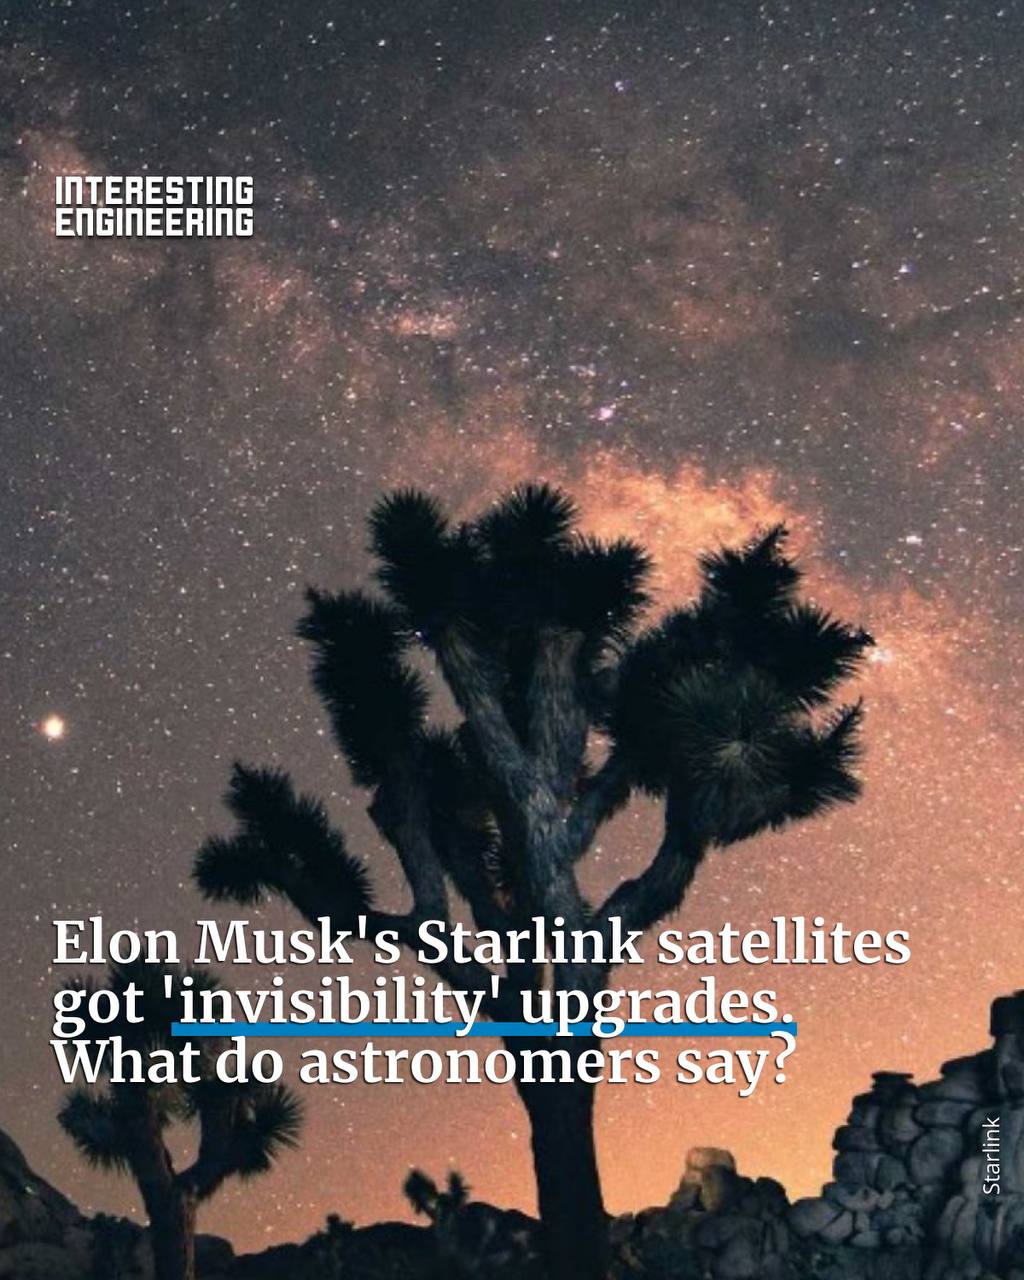 INTERESTING
ENGINEERING
Elon Musk's Starlink satellites
got 'invisibility' upgrades.
What do astronomers say?
Starlink